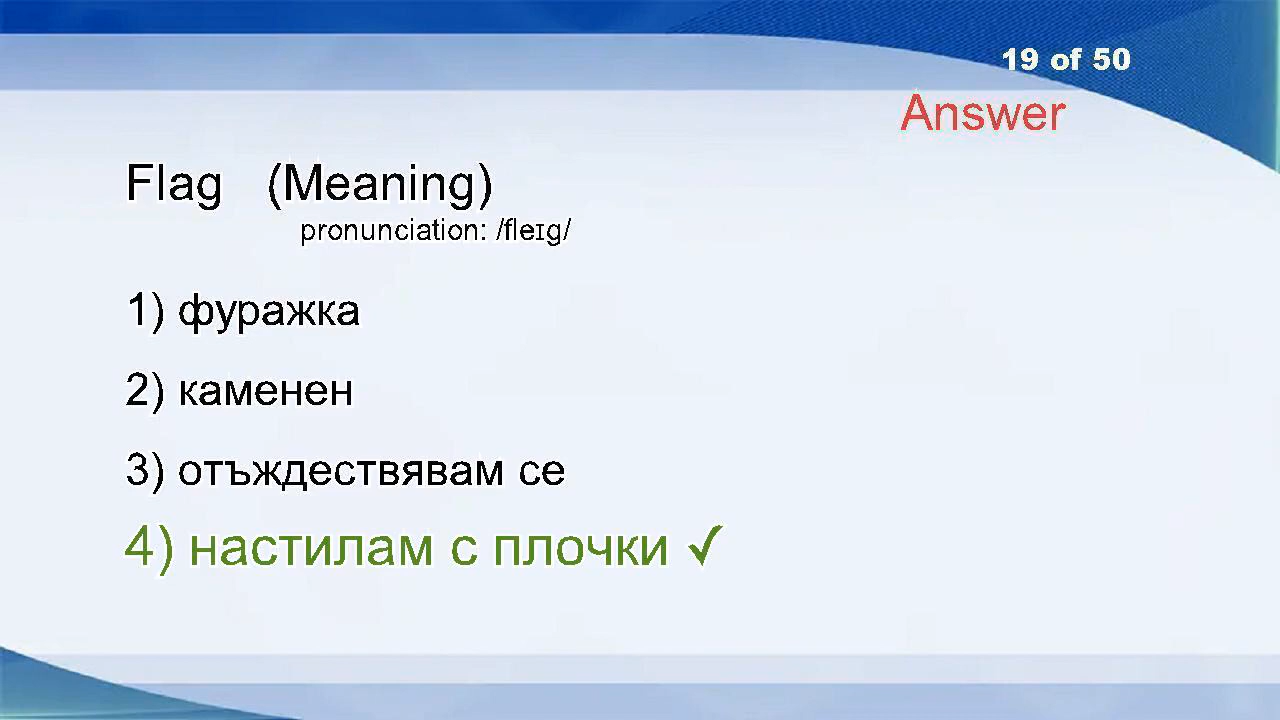 19 of 50
Answer
Flag (Meaning)
pronunciation: /fleɪg/
1) фуражка
2) каменен
3) отъждествявам се
4) настилам с плочки ✓